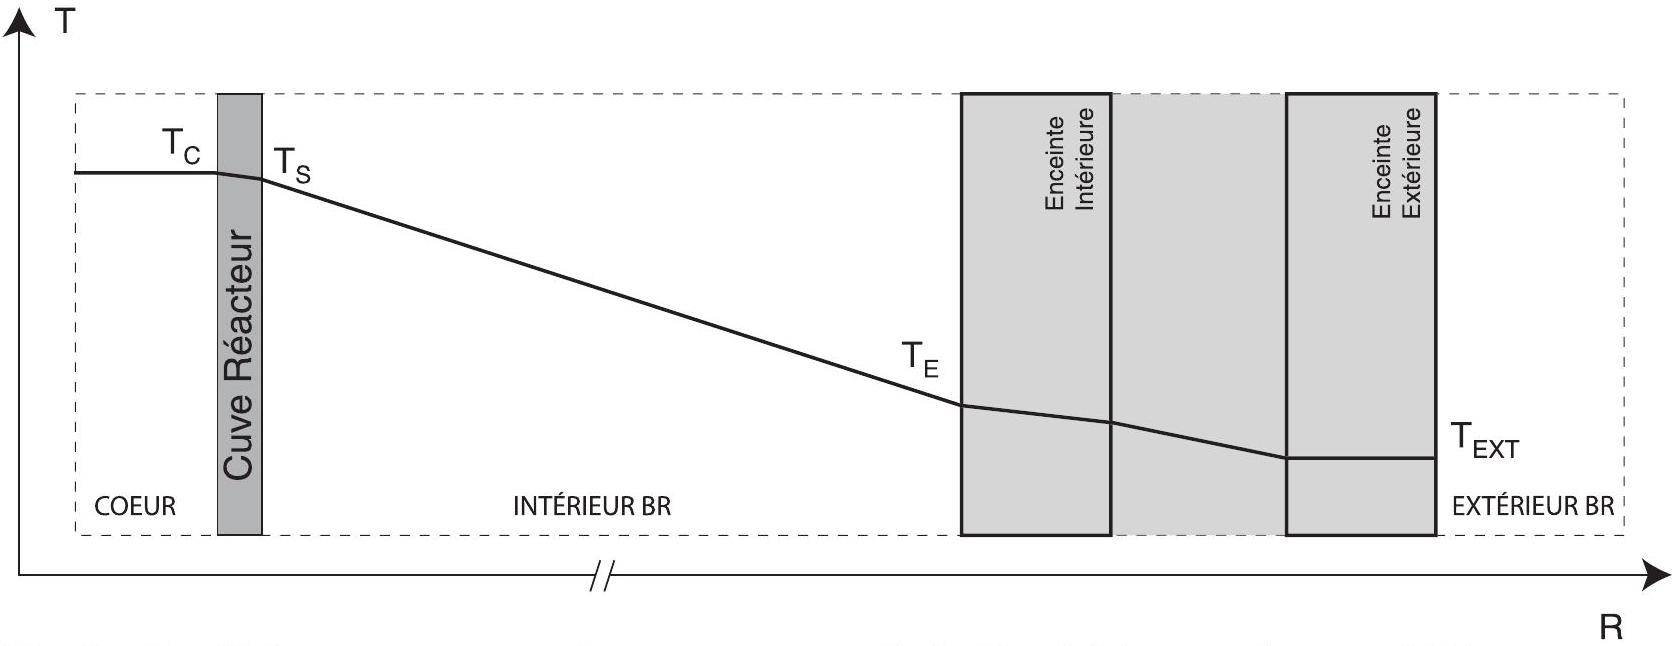 T
T_C
T_S
Cuve Réacteur
T_E
Enceinte
Intérieure
Enceinte
Extérieure
T_EXT
COEUR
INTÉRIEUR BR
EXTÉRIEUR BR
R